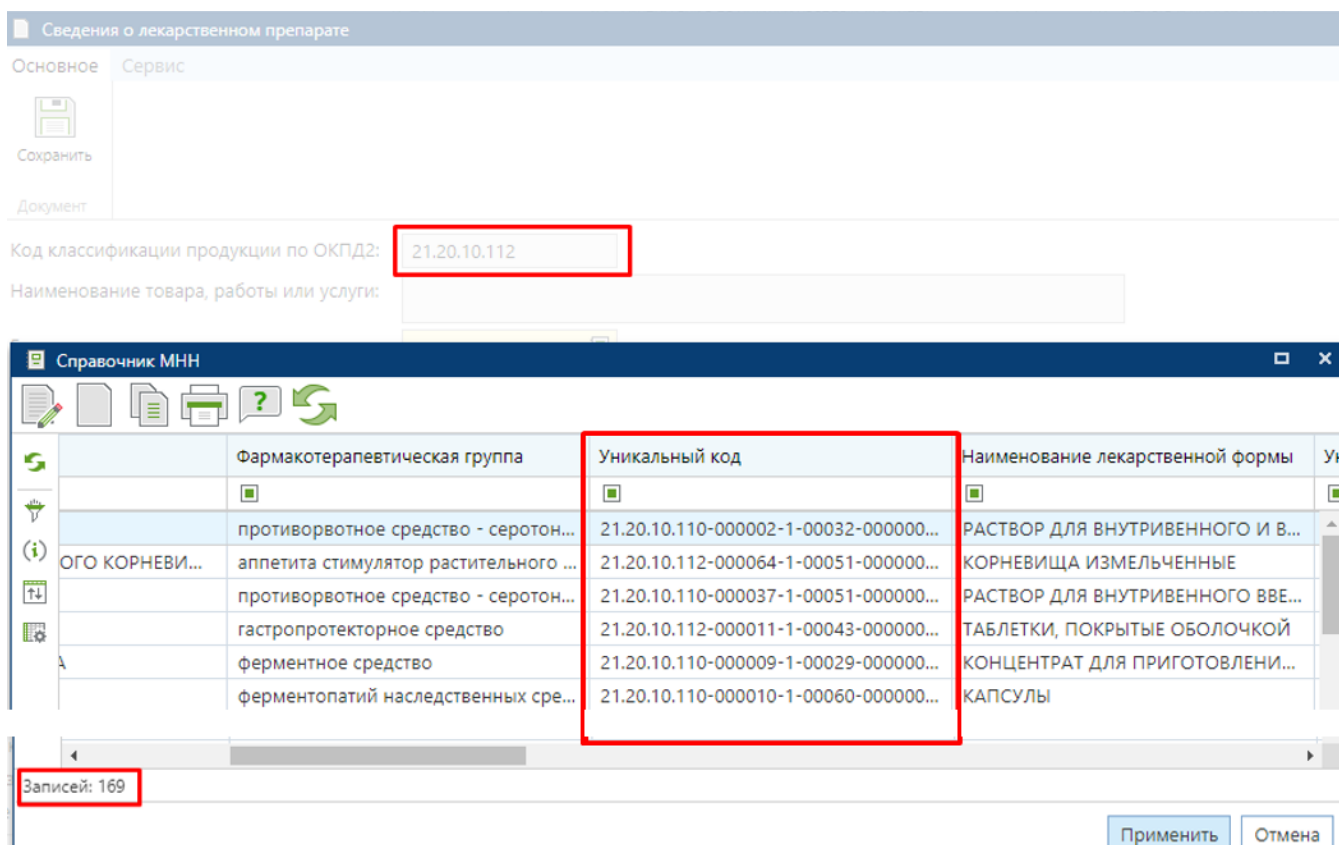 Сведения о лекарственном препарате
Основное Сервис
Сохранить
Документ
Код классификации продукции по ОКПД2: 21.20.10.112
Наименование товара, работы или услуги:
Справочник МНН
Фармакотерапевтическая группа Уникальный код Наименование лекарственной формы
противорвотное средство - серотон... 21.20.10.110-000002-1-00032-000000... РАСТВОР ДЛЯ ВНУТРИВЕННОГО И В...
ОГО КОРНЕВИ... аппетита стимулятор растительного ... 21.20.10.112-000064-1-00051-000000... КОРНЕВИЩА ИЗМЕЛЬЧЕННЫЕ
противорвотное средство - серотон... 21.20.10.110-000037-1-00051-000000... РАСТВОР ДЛЯ ВНУТРИВЕННОГО ВВЕ...
гастропротекторное средство 21.20.10.112-000011-1-00043-000000... ТАБЛЕТКИ, ПОКРЫТЫЕ ОБОЛОЧКОЙ
А ферментное средство 21.20.10.110-000009-1-00029-000000... КОНЦЕНТРАТ ДЛЯ ПРИГОТОВЛЕНИ...
ферментопатий наследственных сре... 21.20.10.110-000010-1-00060-000000... КАПСУЛЫ
Записей: 169
Применить Отмена